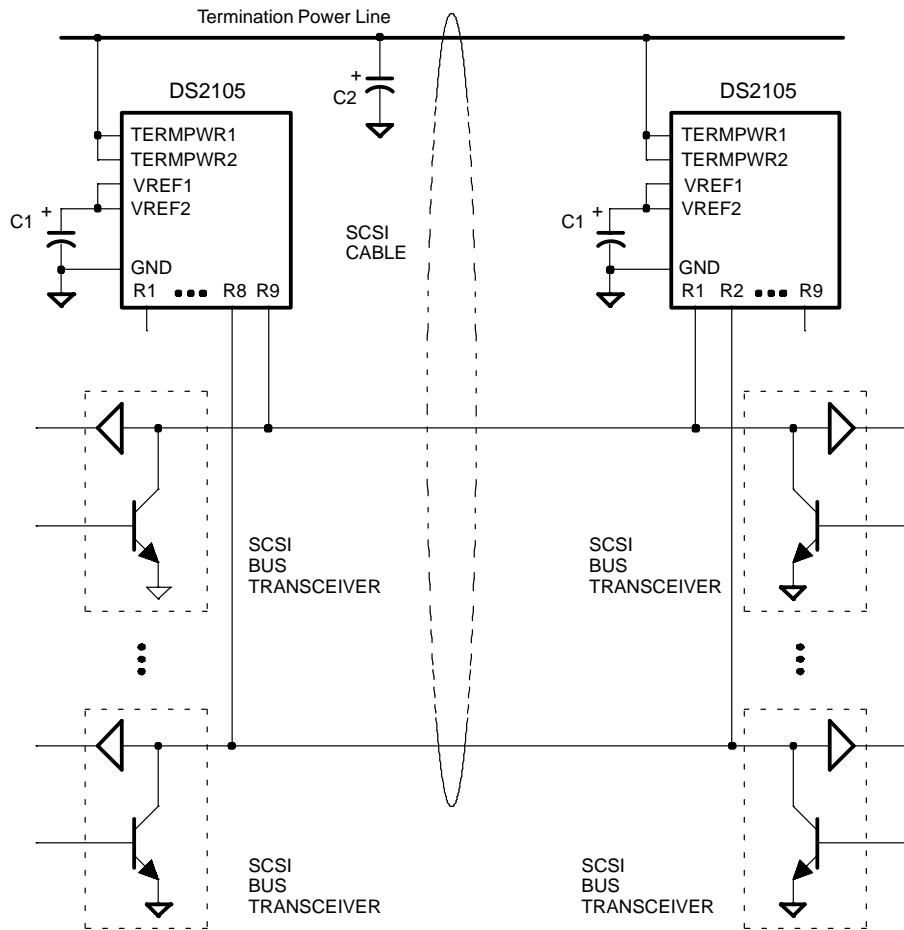 Termination Power Line
DS2105
+
C2
DS2105
TERMPWR1
TERMPWR2
VREF1
VREF2
C1
+
GND
R1 ••• R8 R9
SCSI
CABLE
TERMPWR1
TERMPWR2
VREF1
VREF2
C1
+
GND
R1 R2 ••• R9
SCSI
BUS
TRANSCEIVER
SCSI
BUS
TRANSCEIVER
SCSI
BUS
TRANSCEIVER
SCSI
BUS
TRANSCEIVER